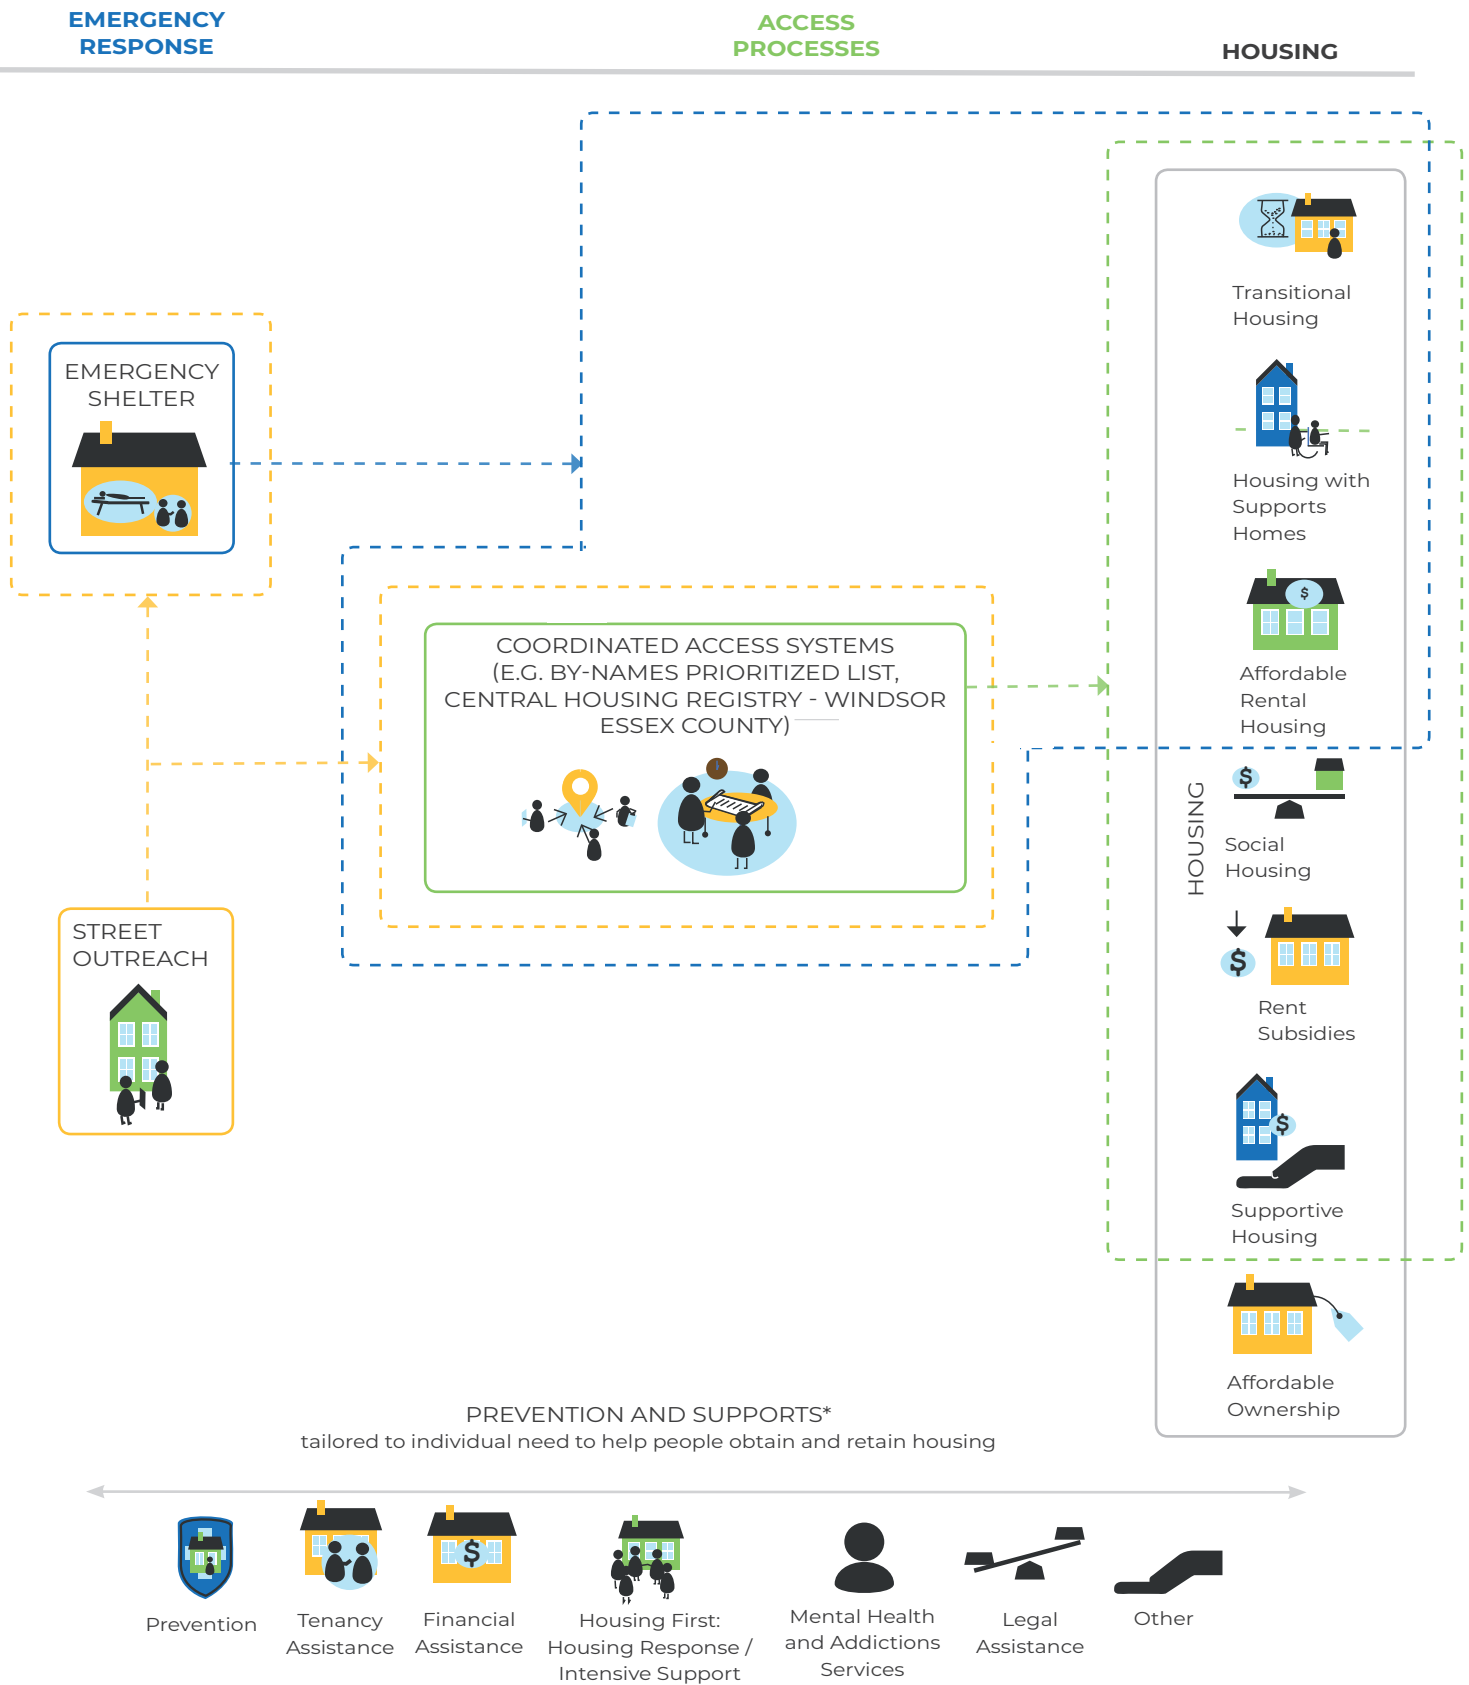 EMERGENCY
RESPONSE
ACCESS
PROCESSES
HOUSING
EMERGENCY
SHELTER
STREET
OUTREACH
COORDINATED ACCESS SYSTEMS
(E.G. BY-NAMES PRIORITIZED LIST,
CENTRAL HOUSING REGISTRY - WINDSOR
ESSEX COUNTY)
HOUSING
Transitional
Housing
Housing with
Supports
Homes
$
Affordable
Rental
Housing
$
Social
Housing
$
Rent
Subsidies
$
Supportive
Housing
Affordable
Ownership
PREVENTION AND SUPPORTS*
tailored to individual need to help people obtain and retain housing
Prevention
Tenancy
Assistance
$
Financial
Assistance
Housing First:
Housing Response /
Intensive Support
Mental Health
and Addictions
Services
Legal
Assistance
Other